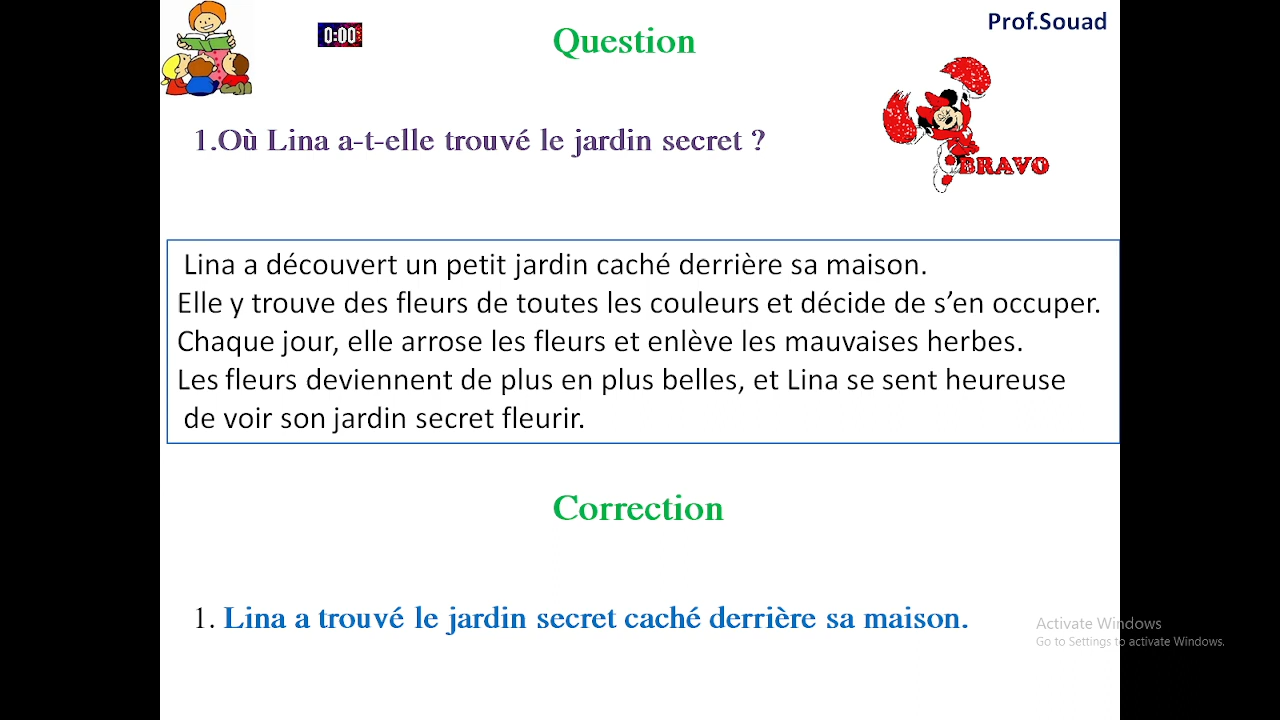 Prof.Souad
0:00
Question
1.Où Lina a-t-elle trouvé le jardin secret ?
BRAVO
Lina a découvert un petit jardin caché derrière sa maison.
Elle y trouve des fleurs de toutes les couleurs et décide de s’en occuper.
Chaque jour, elle arrose les fleurs et enlève les mauvaises herbes.
Les fleurs deviennent de plus en plus belles, et Lina se sent heureuse
de voir son jardin secret fleurir.
Correction
1. Lina a trouvé le jardin secret caché derrière sa maison.
Activate Windows
Go to Settings to activate Windows.